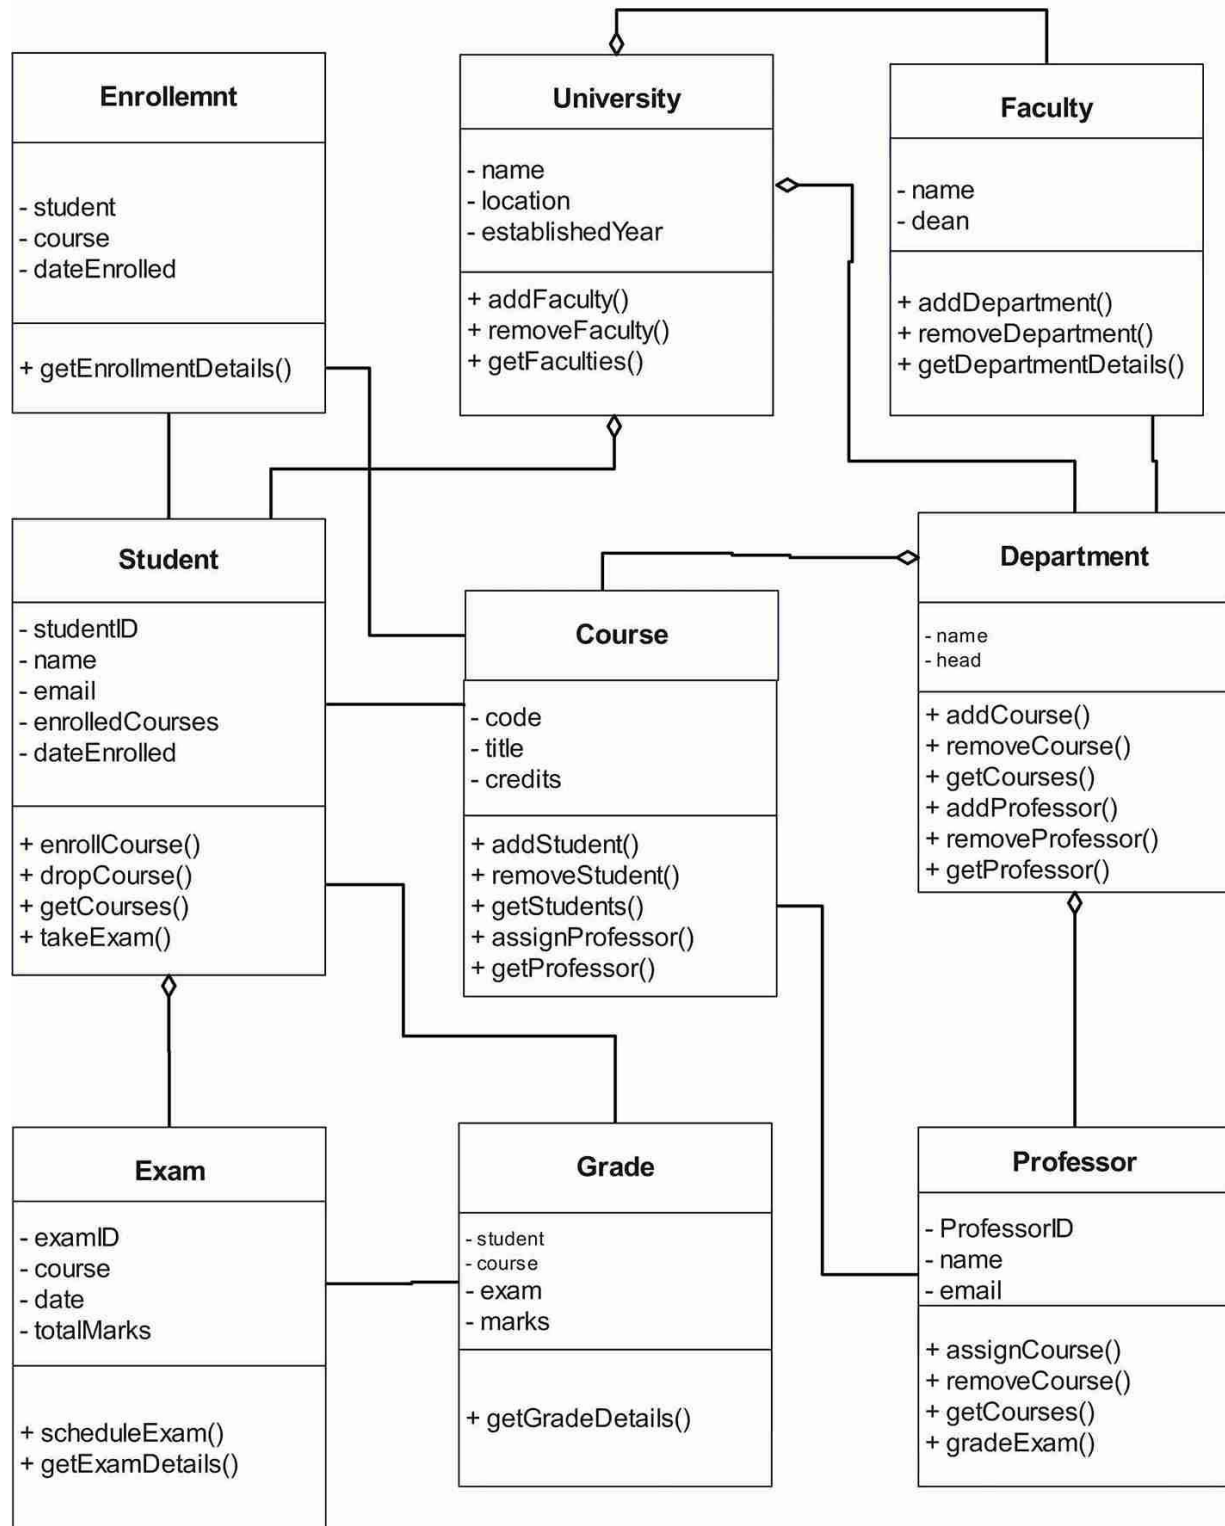 Enrollemnt
- student
- course
- dateEnrolled
+ getEnrollmentDetails()
University
- name
- location
- establishedYear
+ addFaculty()
+ removeFaculty()
+ getFaculties()
Faculty
- name
- dean
+ addDepartment()
+ removeDepartment()
+ getDepartmentDetails()
Student
- studentID
- name
- email
- enrolledCourses
- dateEnrolled
+ enrollCourse()
+ dropCourse()
+ getCourses()
+ takeExam()
Course
- code
- title
- credits
+ addStudent()
+ removeStudent()
+ getStudents()
+ assignProfessor()
+ getProfessor()
Department
- name
- head
+ addCourse()
+ removeCourse()
+ getCourses()
+ addProfessor()
+ removeProfessor()
+ getProfessor()
Exam
- examID
- course
- date
- totalMarks
+ scheduleExam()
+ getExamDetails()
Grade
- student
- course
- exam
- marks
+ getGradeDetails()
Professor
- ProfessorID
- name
- email
+ assignCourse()
+ removeCourse()
+ getCourses()
+ gradeExam()